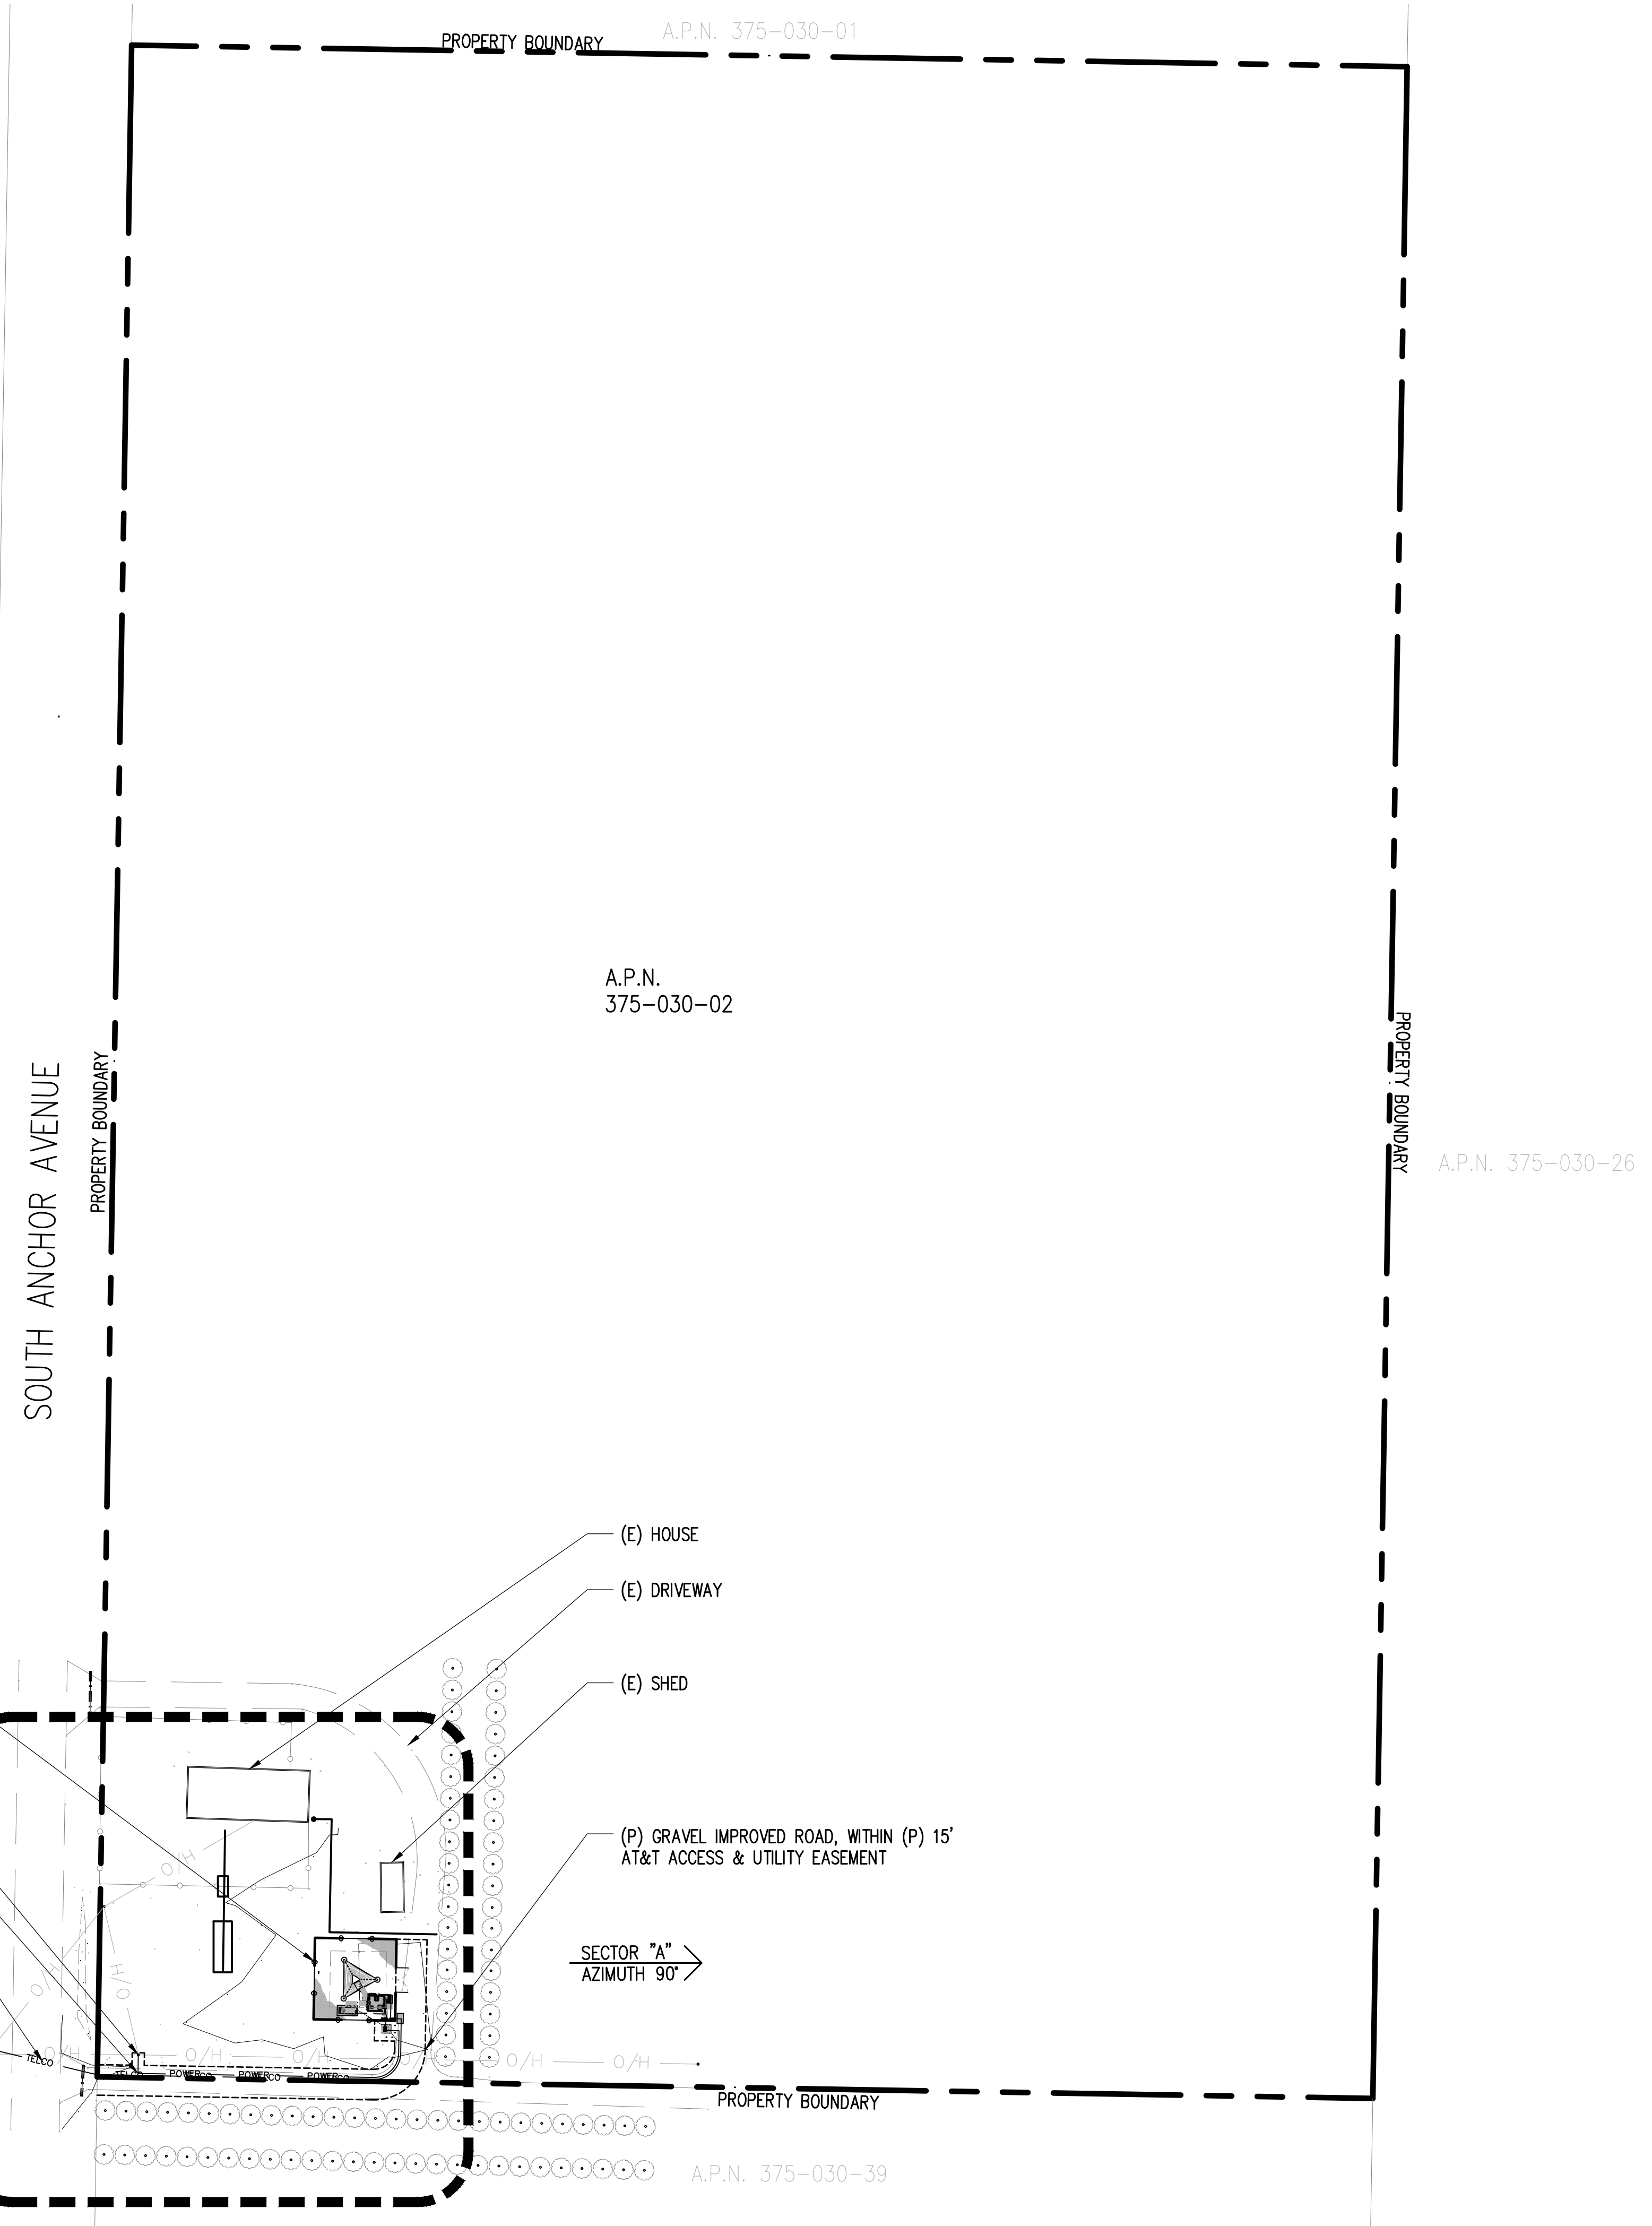 A.P.N. 375-030-01
PROPERTY BOUNDARY
A.P.N.
375-030-02
SOUTH ANCHOR AVENUE
PROPERTY BOUNDARY
PROPERTY BOUNDARY
A.P.N. 375-030-26
(E) HOUSE
(E) DRIVEWAY
(E) SHED
(P) GRAVEL IMPROVED ROAD, WITHIN (P) 15'
AT&T ACCESS & UTILITY EASEMENT
SECTOR "A"
AZIMUTH 90°
O/H
O/H
O/H
O/H
O/H
O/H
O/H
O/H
O/H
O/H
TELCO
TELCO
POWERCO
POWERCO
POWERCO
PROPERTY BOUNDARY
A.P.N. 375-030-39